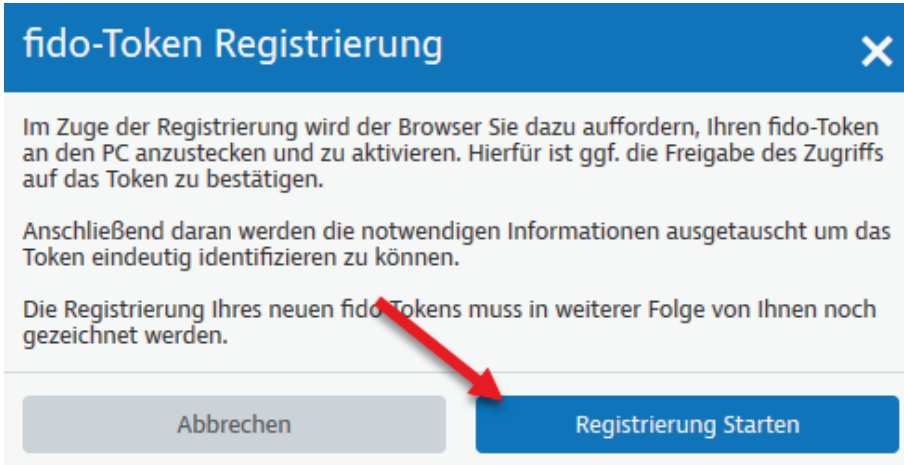 fido-Token Registrierung
Im Zuge der Registrierung wird der Browser Sie dazu auffordern, Ihren fido-Token
an den PC anzustecken und zu aktivieren. Hierfür ist ggf. die Freigabe des Zugriffs
auf das Token zu bestätigen.
Anschließend daran werden die notwendigen Informationen ausgetauscht um das
Token eindeutig identifizieren zu können.
Die Registrierung Ihres neuen fido-Tokens muss in weiterer Folge von Ihnen noch
gezeichnet werden.
Abbrechen
Registrierung Starten